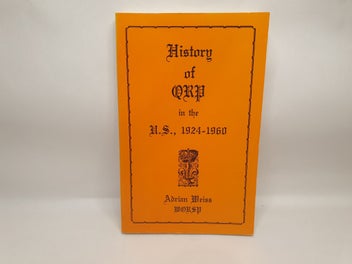 History
of
QRP
in the
U.S., 1924-1960
Adrian Weiss
W0RSP